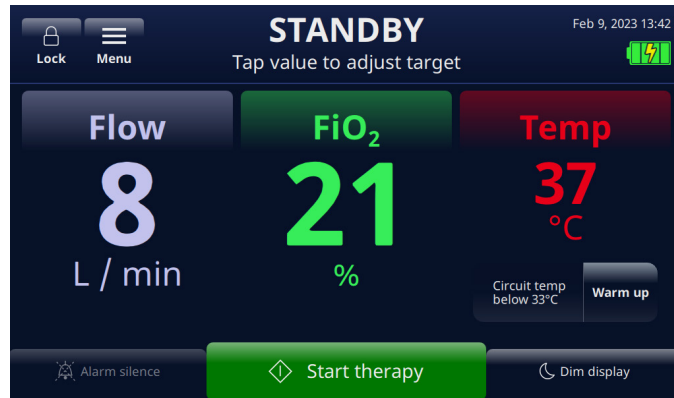 STANDBY
Tap value to adjust target
Feb 9, 2023 13:42
Lock
Menu
Flow
8
L / min
FiO₂
21
%
Temp
37
°C
Circuit temp
below 33°C
Warm up
Alarm silence
Start therapy
Dim display